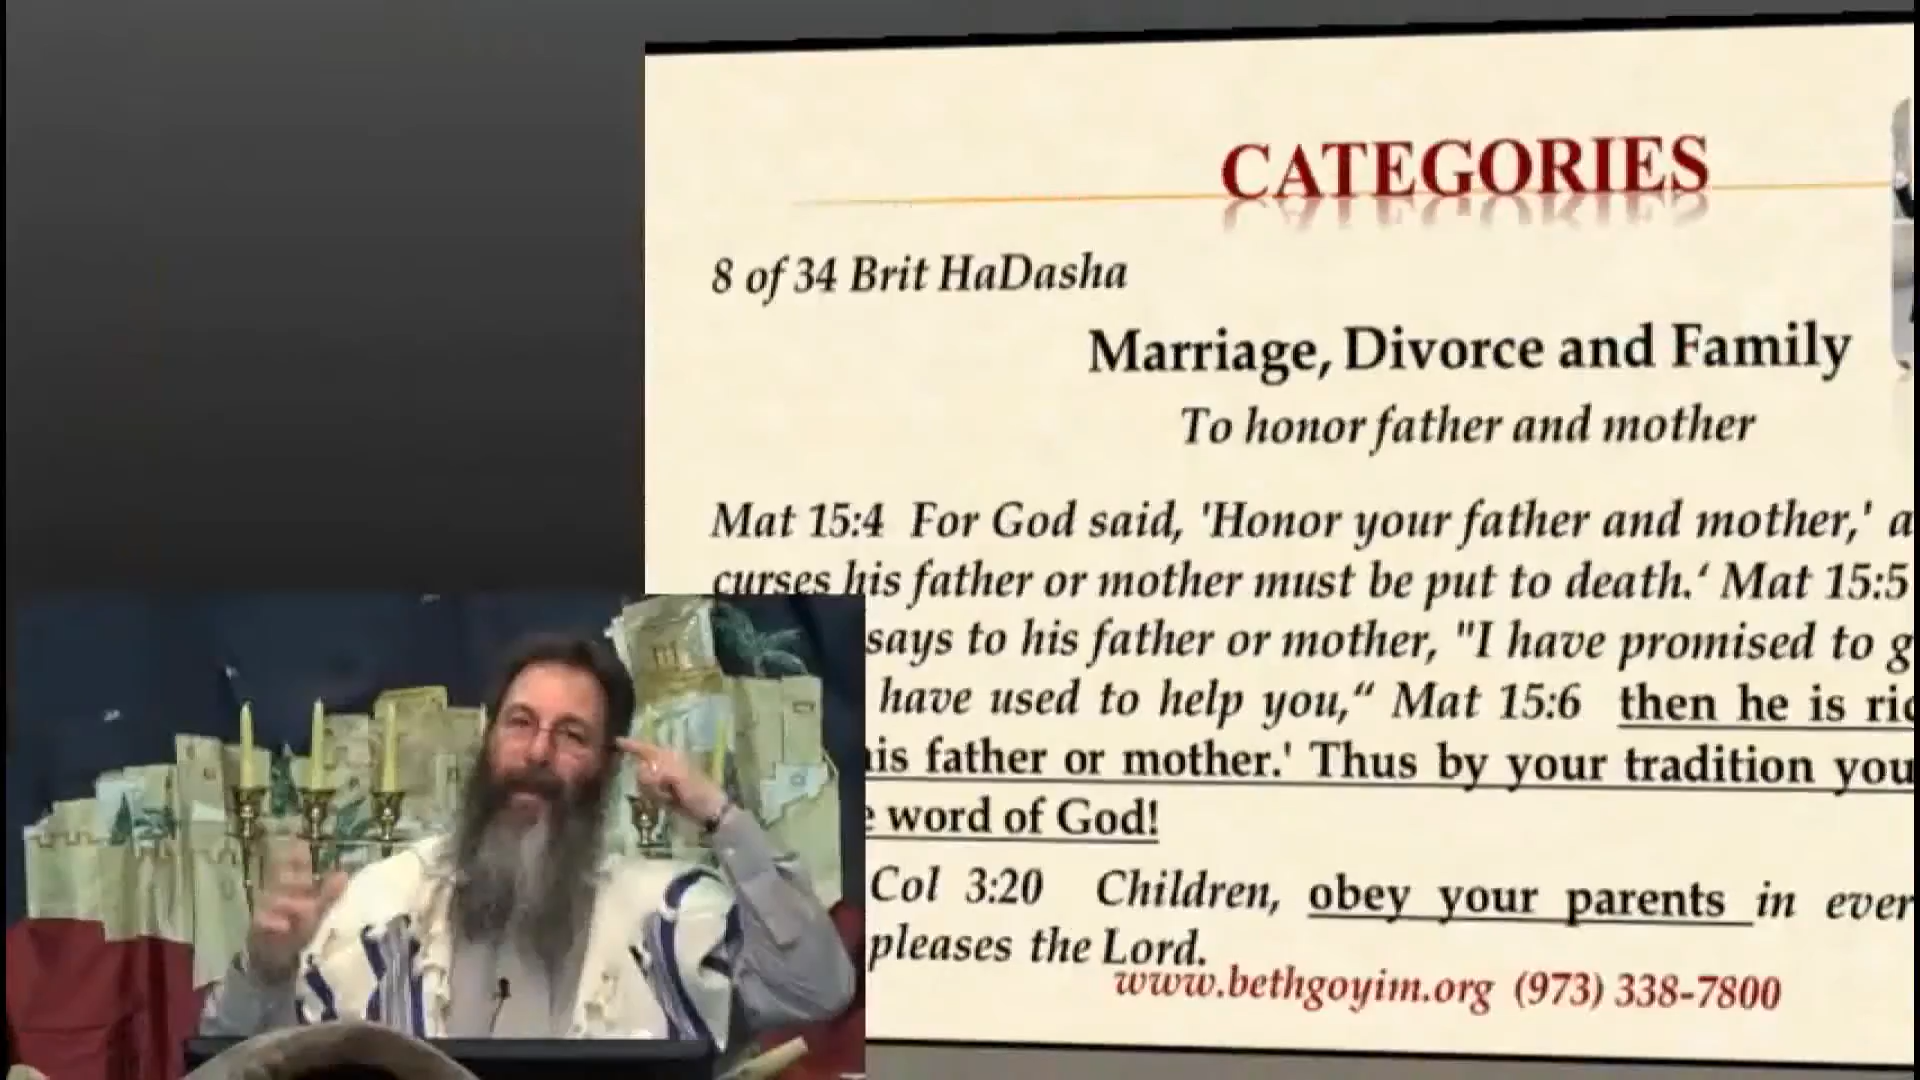 CATEGORIES
8 of 34 Brit HaDasha
Marriage, Divorce and Family
To honor father and mother
Mat 15:4 For God said, 'Honor your father and mother,'
curses his father or mother must be put to death.‘ Mat 15:5
says to his father or mother, "I have promised to
have used to help you,“ Mat 15:6 then he is
father or mother.' Thus by your tradition you
word of God!
Col 3:20 Children, obey your parents in
pleases the Lord.
www.bethgoyim.org (973) 338-7800